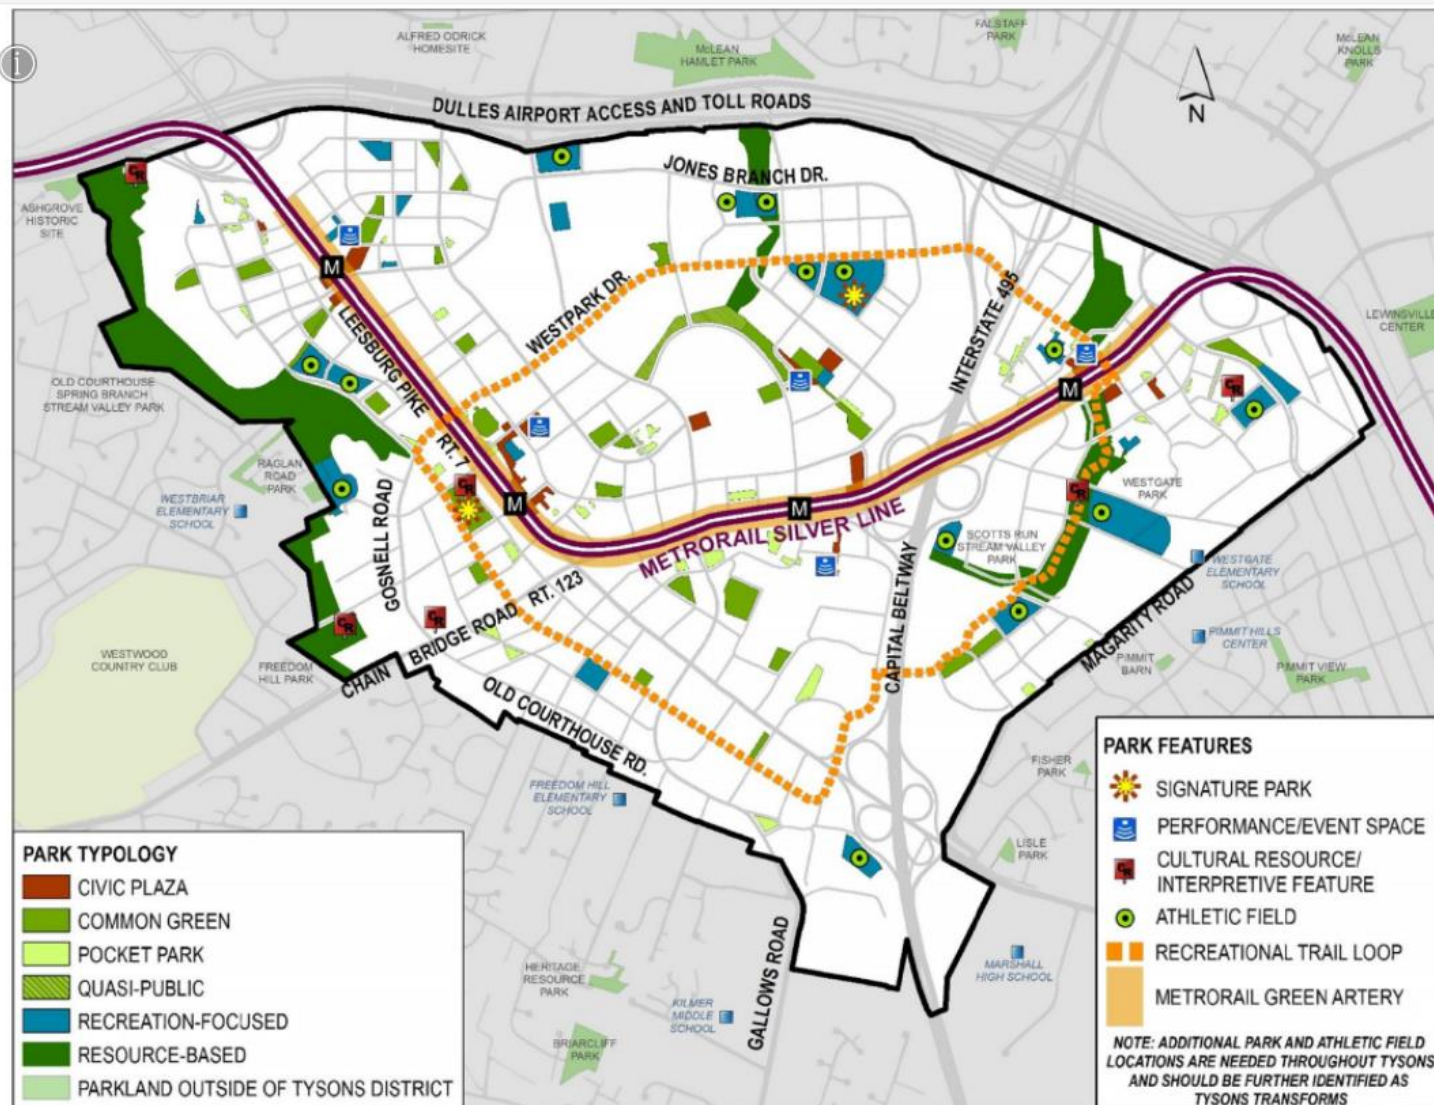 ALFRED ODRICK
HOMESITE
McLEAN
HAMLET PARK
FALSTAFF
PARK
McLEAN
KNOLLS
PARK
N
DULLES AIRPORT ACCESS AND TOLL ROADS
JONES BRANCH DR.
CR
ASHGROVE
HISTORIC
SITE
M
WESTPARK DR.
LEESBURG PIKE
RT. 7
INTERSTATE 495
LEWINSVILLE
CENTER
OLD COURTHOUSE
SPRING BRANCH
STREAM VALLEY PARK
M
CR
RAGLAN
ROAD
PARK
WESTBRIAR
ELEMENTARY
SCHOOL
GOSNELL ROAD
CR
M
M
METRORAIL SILVER LINE
CR
WESTGATE
PARK
SCOTTS RUN
STREAM VALLEY
PARK
WESTGATE
ELEMENTARY
SCHOOL
CAPITAL BELTWAY
MAGARITY ROAD
PIMMIT HILLS
CENTER
PIMMIT
BARN
PIMMIT VIEW
PARK
WESTWOOD
COUNTRY CLUB
FREEDOM
HILL PARK
CR
CR
CHAIN BRIDGE ROAD RT. 123
OLD COURTHOUSE RD.
FREEDOM HILL
ELEMENTARY
SCHOOL
FISHER
PARK
LISLE
PARK
MARSHALL
HIGH SCHOOL
GALLOWS ROAD
HERITAGE
RESOURCE
PARK
KILMER
MIDDLE
SCHOOL
BRIARCLIFF
PARK
PARK TYPOLOGY
CIVIC PLAZA
COMMON GREEN
POCKET PARK
QUASI-PUBLIC
RECREATION-FOCUSED
RESOURCE-BASED
PARKLAND OUTSIDE OF TYSONS DISTRICT
PARK FEATURES
SIGNATURE PARK
PERFORMANCE/EVENT SPACE
CR
CULTURAL RESOURCE/
INTERPRETIVE FEATURE
ATHLETIC FIELD
RECREATIONAL TRAIL LOOP
METRORAIL GREEN ARTERY
NOTE: ADDITIONAL PARK AND ATHLETIC FIELD
LOCATIONS ARE NEEDED THROUGHOUT TYSONS
AND SHOULD BE FURTHER IDENTIFIED AS
TYSONS TRANSFORMS